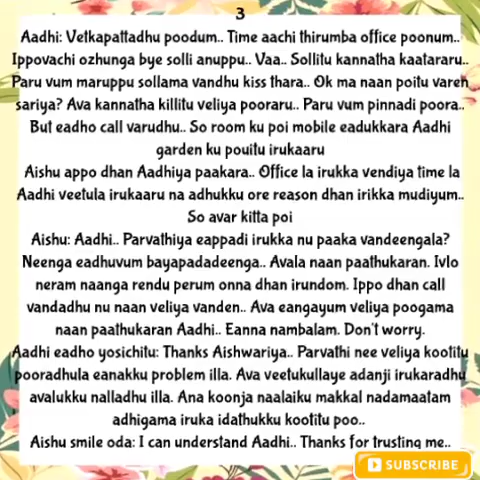 3
Aadhi: Vetkapattadhu poodum.. Time aachi thirumba office poonum..
Ippovachi ozhunga bye solli anuppu.. Vaa.. Sollitu kannatha kaatararu..
Paru vum maruppu sollama vandhu kiss thara.. Ok ma naan poitu varen
sariya? Ava kannatha killitu veliya pooraru.. Paru vum pinnadi poora..
But eadho call varudhu.. So room ku poi mobile eadukkara Aadhi
garden ku pouitu irukaaru
Aishu appo dhan Aadhiya paakara.. Office la irukka vendiya time la
Aadhi veetula irukaaru na adhukku ore reason dhan irikka mudiyum..
So avar kitta poi
Aishu: Aadhi.. Parvathiya eappadi irukka nu paaka vandeengala?
Neenga eadhuvum bayapadadeenga.. Avala naan paathukaran. Ivlo
neram naanga rendu perum onna dhan irundom. Ippo dhan call
vandadhu nu naan veliya vanden.. Ava eangayum veliya poogama
naan paathukaran Aadhi.. Eanna nambalam. Don't worry.
Aadhi eadho yosichitu: Thanks Aishwariya.. Parvathi nee veliya kootitu
pooradhula eanakku problem illa. Ava veetukullaye adanji irukaradhu
avalukku nalladhu illa. Ana koonja naalaiku makkal nadamaatam
adhigama iruka idathukku kootitu poo..
Aishu smile oda: I can understand Aadhi.. Thanks for trusting me..
SUBSCRIBE